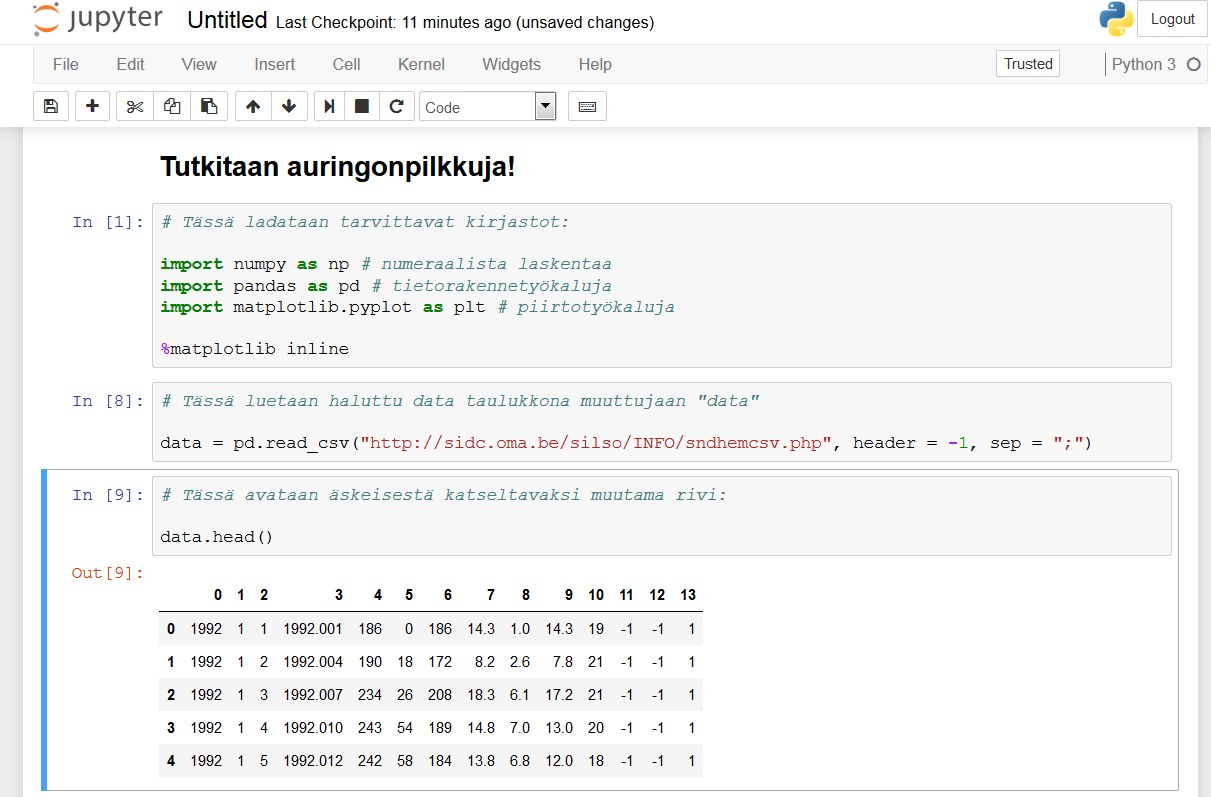 jupyter Untitled Last Checkpoint: 11 minutes ago (unsaved changes) Logout
File Edit View Insert Cell Kernel Widgets Help Trusted Python 3
Code
Tutkitaan auringonpilkkuja!
In [1]: # Tässä ladataan tarvittavat kirjastot:
import numpy as np # numeraalista laskentaa
import pandas as pd # tietorakennetyökaluja
import matplotlib.pyplot as plt # piirtotyökaluja
%matplotlib inline
In [8]: # Tässä luetaan haluttu data taulukkona muuttujaan "data"
data = pd.read_csv("http://sidc.oma.be/silso/INFO/sndhemcsv.php", header = -1, sep = ";")
In [9]: # Tässä avataan äskeisestä katseltavaksi muutama rivi:
data.head()
Out[9]:
0 1 2 3 4 5 6 7 8 9 10 11 12 13
0 1992 1 1 1992.001 186 0 186 14.3 1.0 14.3 19 -1 -1 1
1 1992 1 2 1992.004 190 18 172 8.2 2.6 7.8 21 -1 -1 1
2 1992 1 3 1992.007 234 26 208 18.3 6.1 17.2 21 -1 -1 1
3 1992 1 4 1992.010 243 54 189 14.8 7.0 13.0 20 -1 -1 1
4 1992 1 5 1992.012 242 58 184 13.8 6.8 12.0 18 -1 -1 1